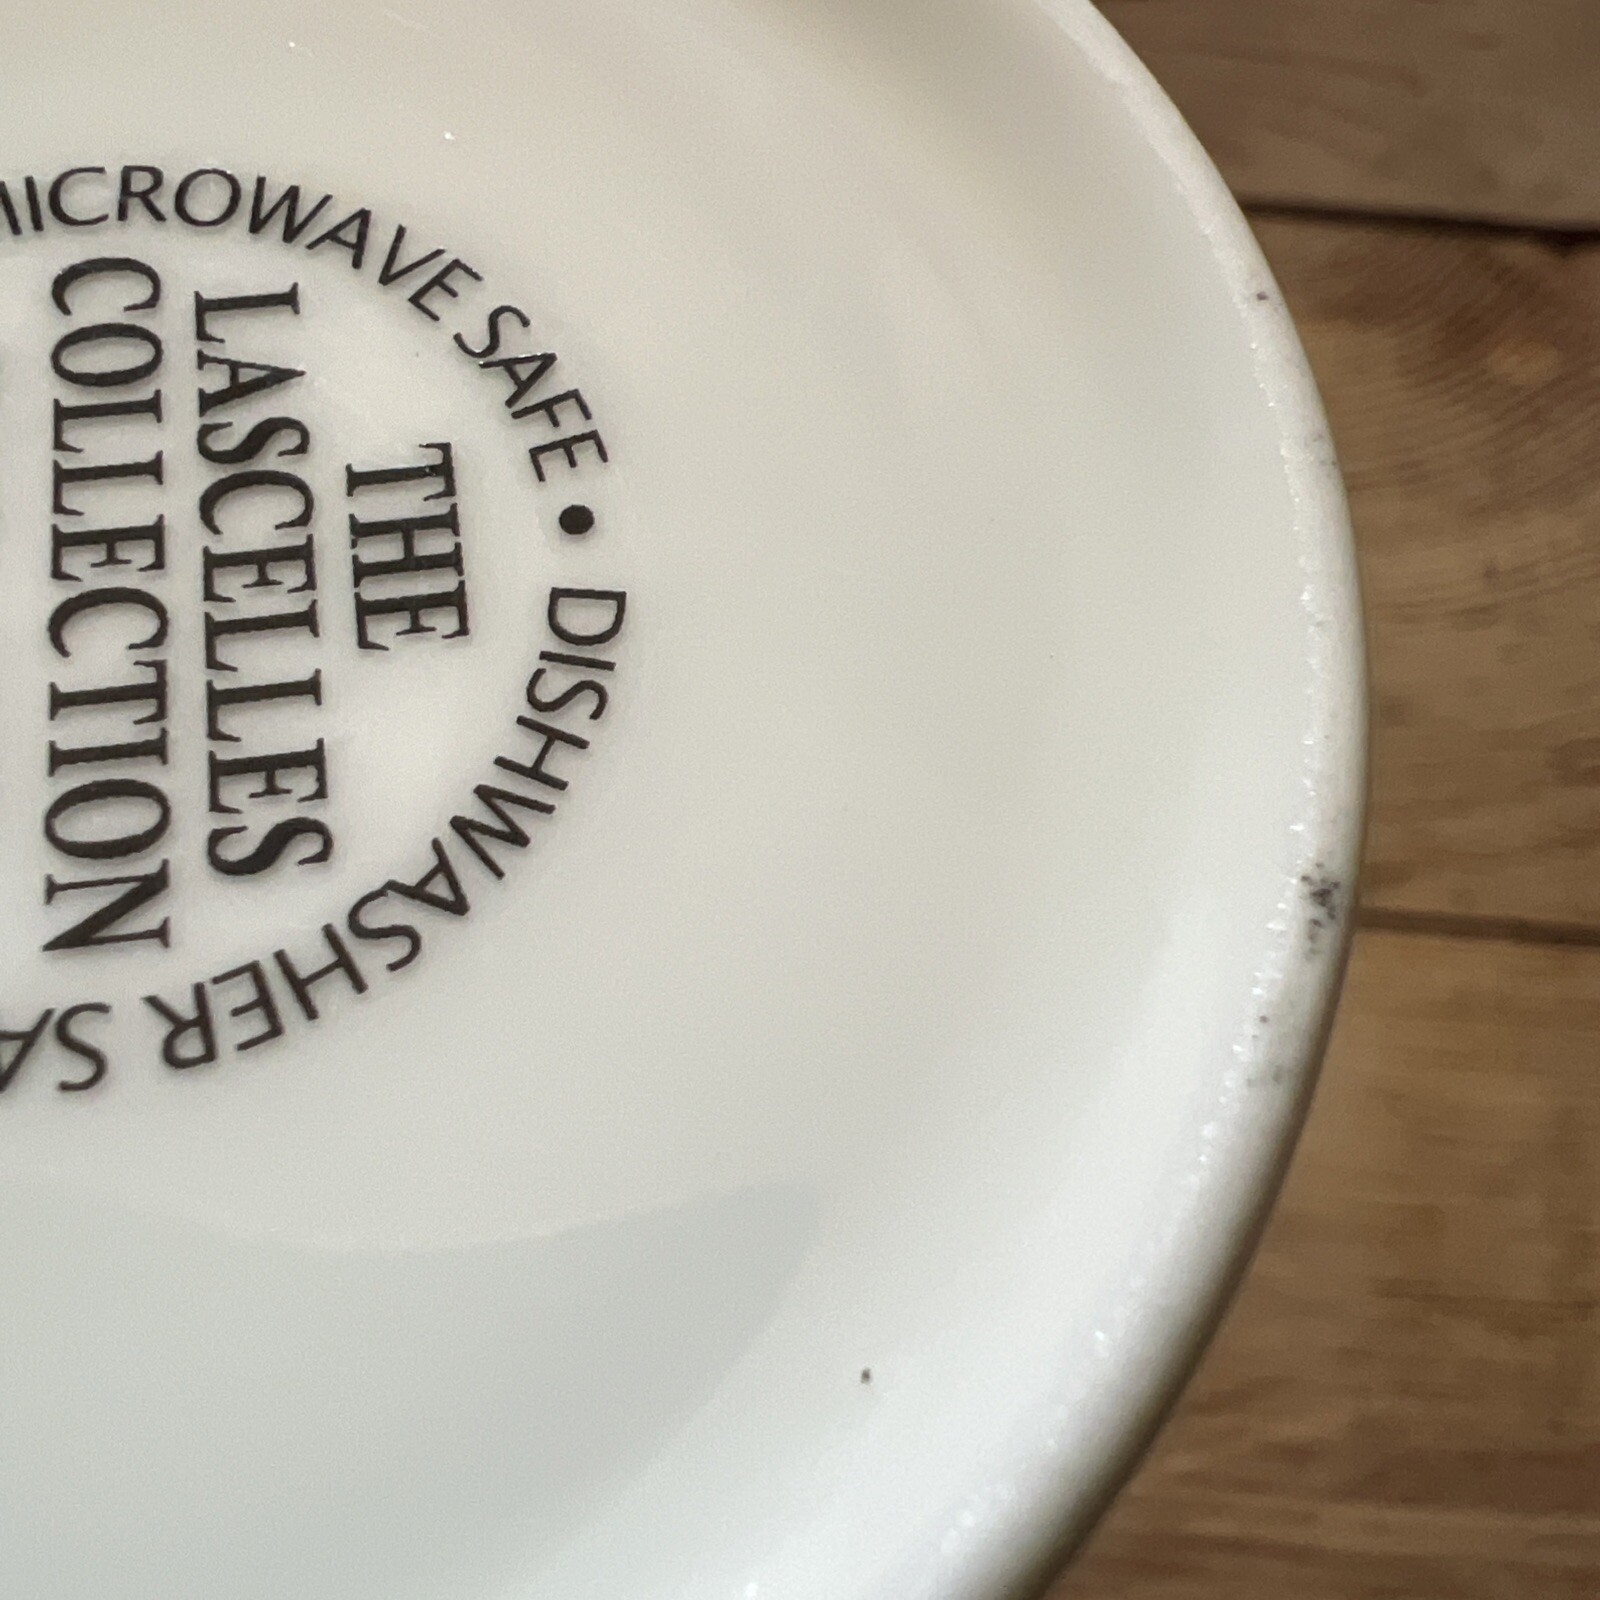 MICROWAVE SAFE • DISHWASHER SA
THE
LASCELLES
COLLECTION